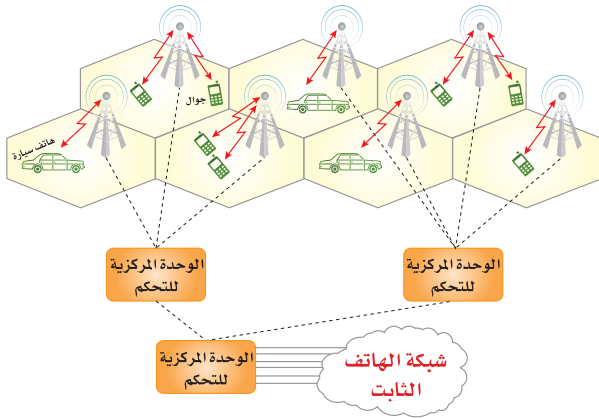 جوال
هاتف سيارة
الوحدة المركزية
للتحكم
الوحدة المركزية
للتحكم
الوحدة المركزية
للتحكم
شبكة الهاتف
الثابت